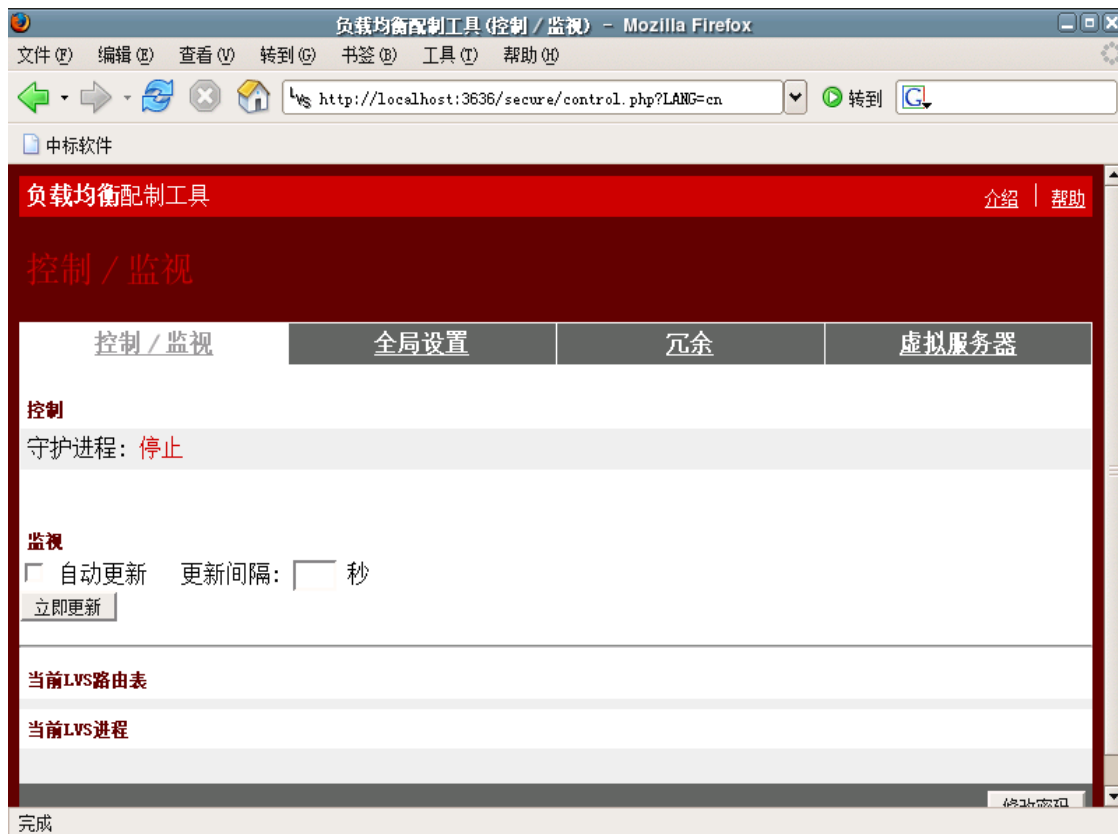 负载均衡配制工具 (控制 / 监视) - Mozilla Firefox
文件(F) 编辑(E) 查看(V) 转到(G) 书签(B) 工具(T) 帮助(H)
LVS http://localhost:3636/secure/control.php?LANG=cn 转到 G
中标软件
负载均衡配制工具 介绍 帮助
控制 / 监视
控制 / 监视 全局设置 冗余 虚拟服务器
控制
守护进程: 停止
监视
自动更新 更新间隔: 秒
立即更新
当前LVS路由表
当前LVS进程
修改密码
完成